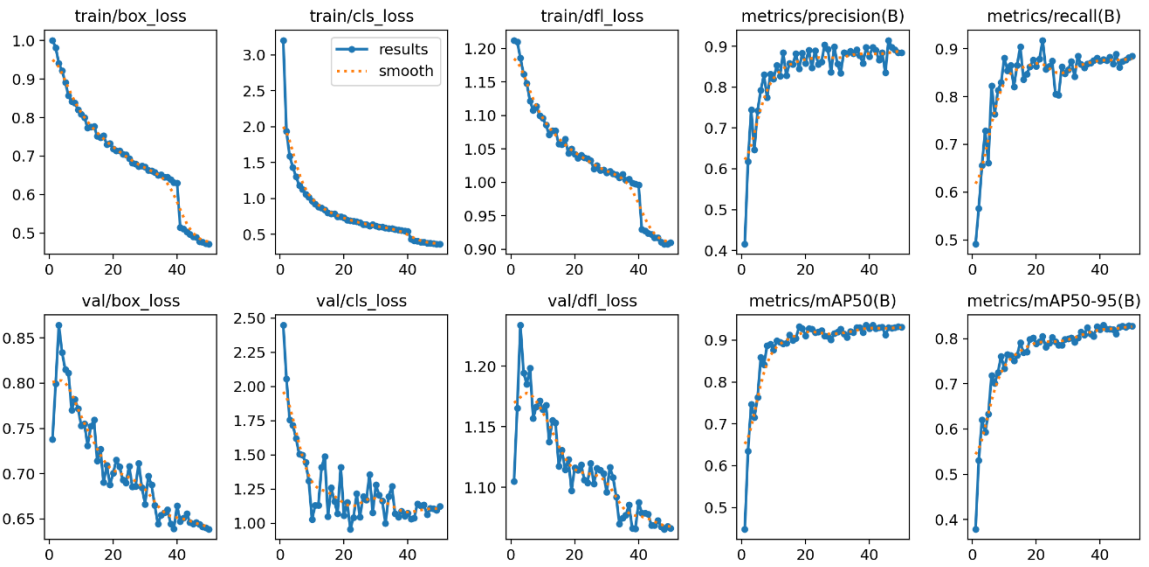 train/box_loss
1.0
0.9
0.8
0.7
0.6
0.5
0 20 40
train/cls_loss
3.0
2.5
2.0
1.5
1.0
0.5
0 20 40
results
smooth
train/dfl_loss
1.20
1.15
1.10
1.05
1.00
0.95
0.90
0 20 40
metrics/precision(B)
0.9
0.8
0.7
0.6
0.5
0.4
0 20 40
metrics/recall(B)
0.9
0.8
0.7
0.6
0.5
0 20 40
val/box_loss
0.85
0.80
0.75
0.70
0.65
0 20 40
val/cls_loss
2.50
2.25
2.00
1.75
1.50
1.25
1.00
0 20 40
val/dfl_loss
1.20
1.15
1.10
0 20 40
metrics/mAP50(B)
0.9
0.8
0.7
0.6
0.5
0 20 40
metrics/mAP50-95(B)
0.8
0.7
0.6
0.5
0.4
0 20 40